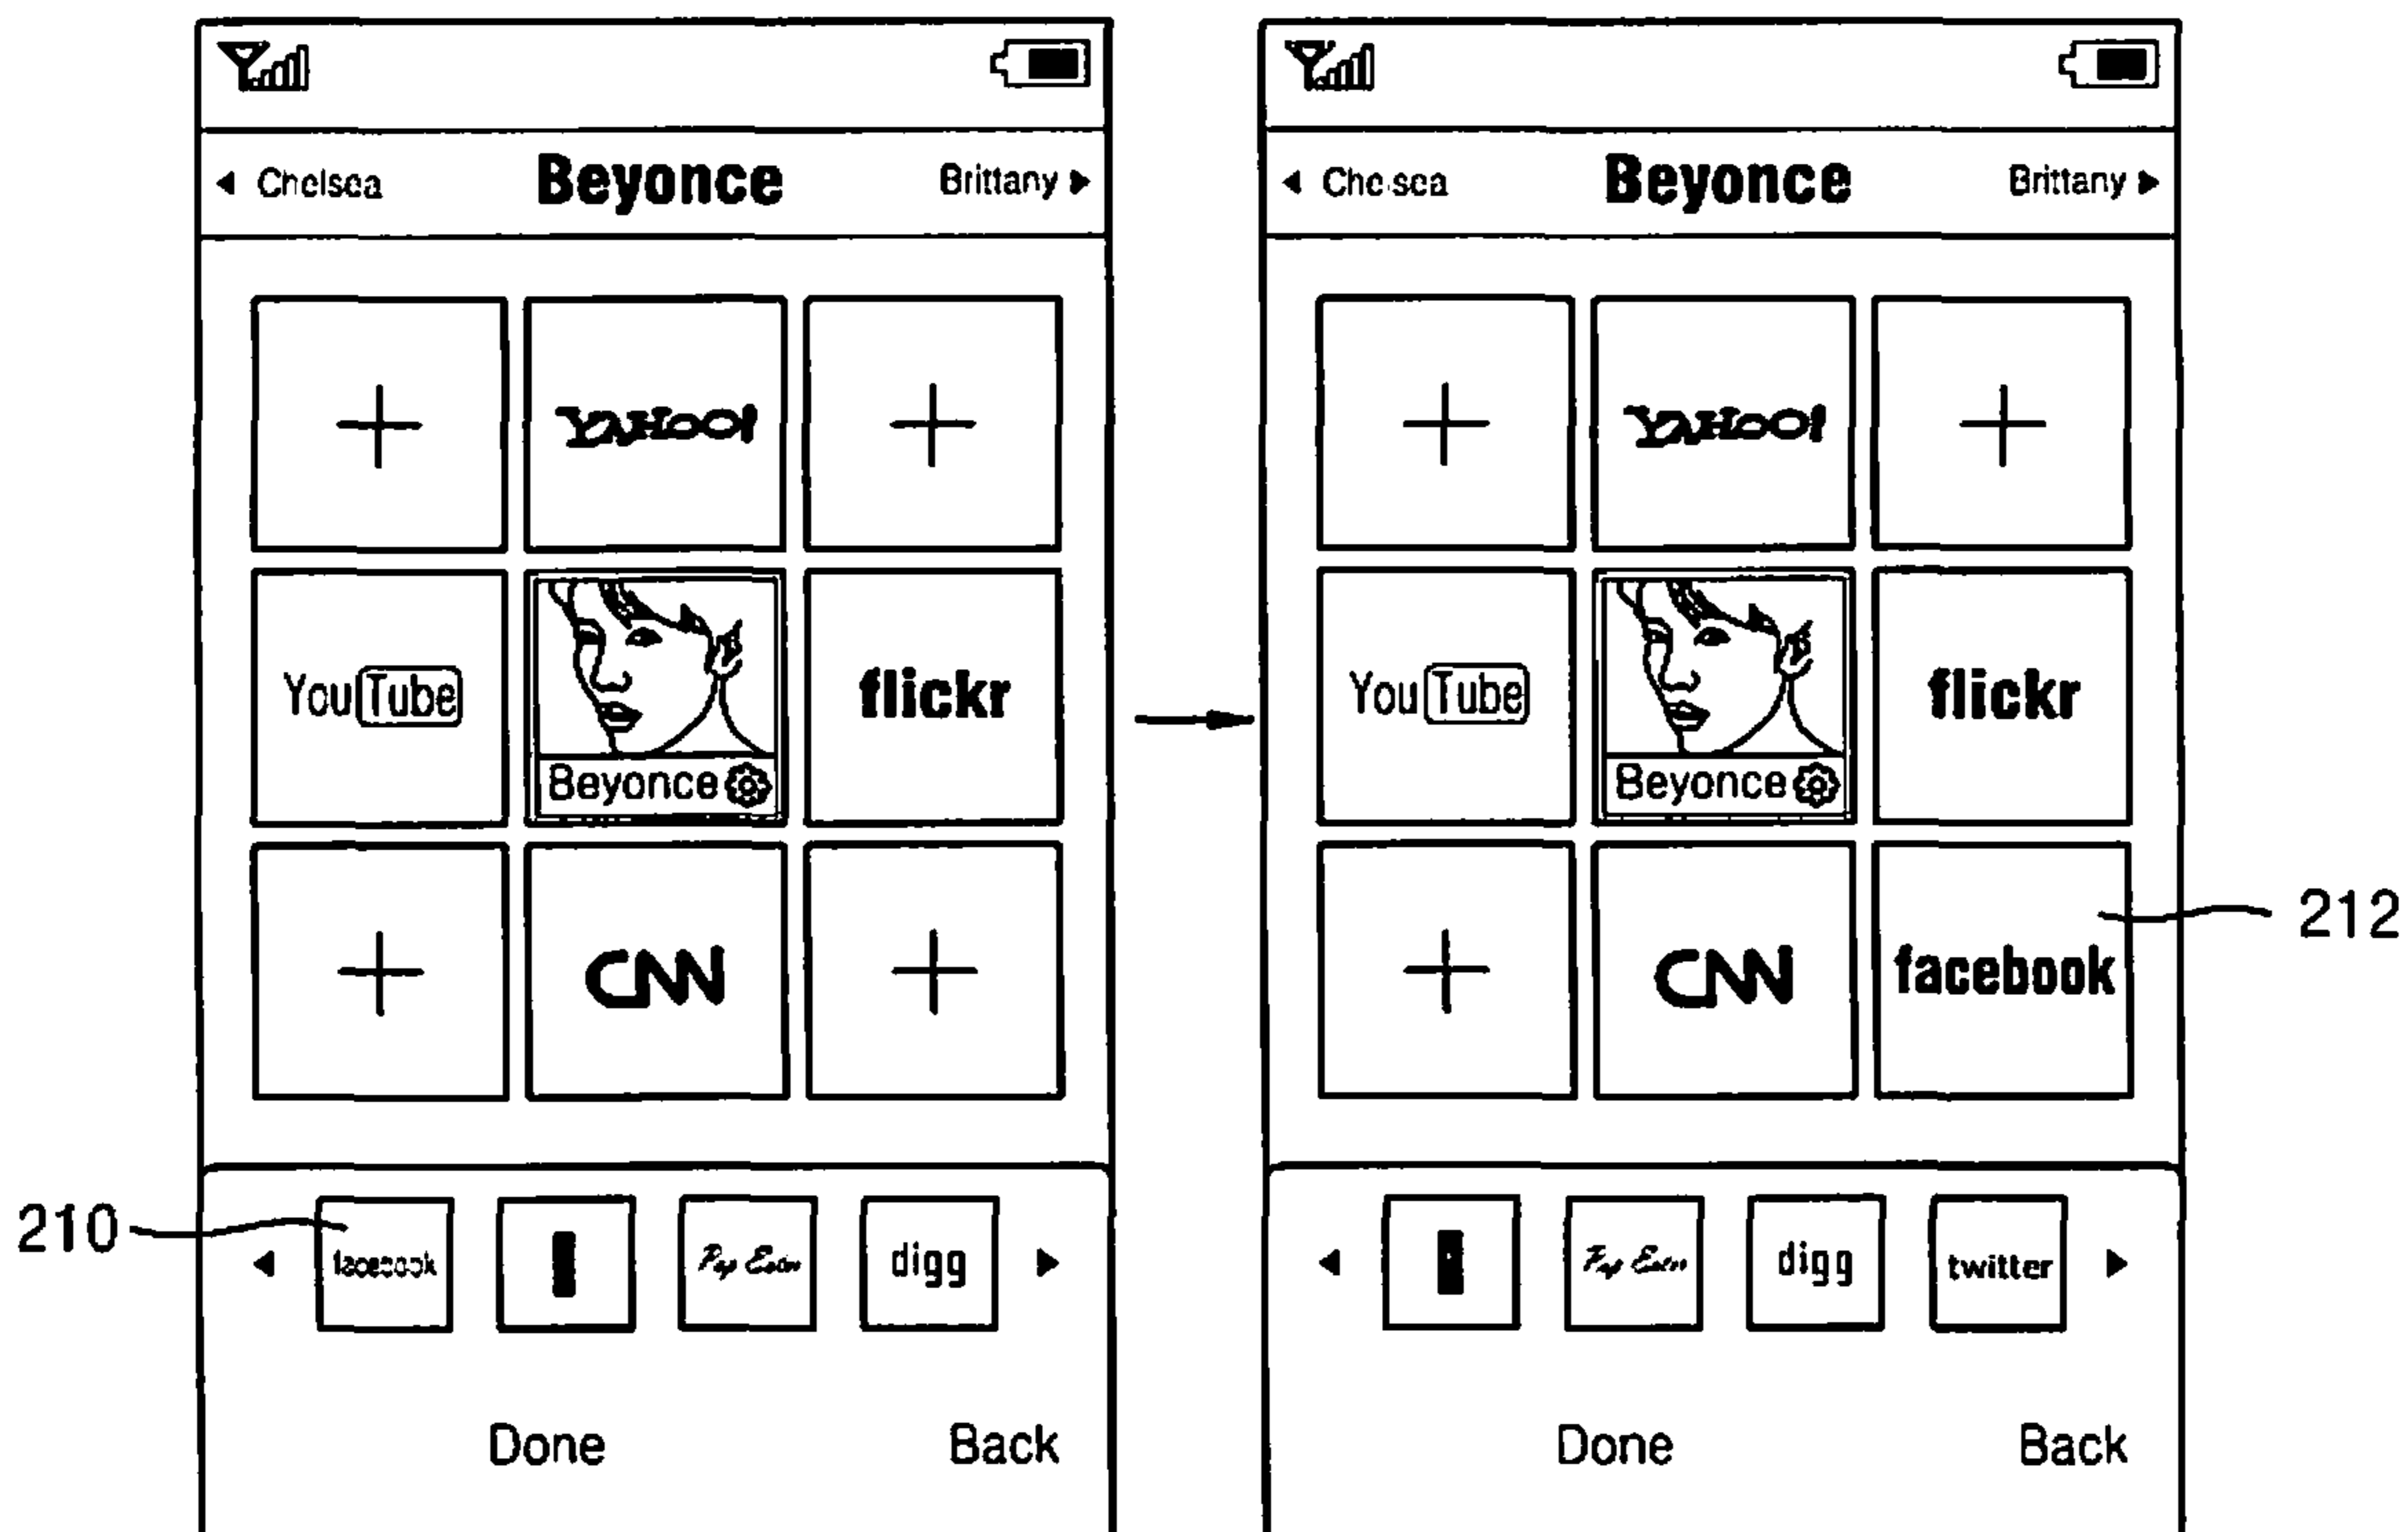 Chelsea Beyonce Brittany
YAHOO!
YouTube flickr
Beyonce
CNN
210
facebook digg
Done Back
Beyonce Brittany
YAHOO!
YouTube flickr
Beyonce
212
CNN facebook
digg twitter
Done Back